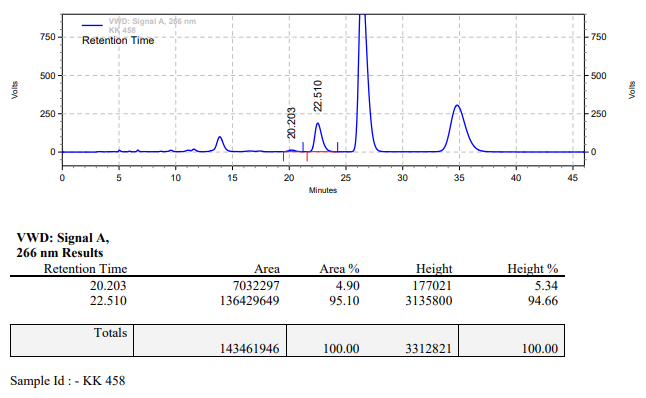 VWD: Signal A, 266 nm
KK 458
Retention Time
750
500
250
0
Volts
20.203
22.510
750
500
250
0
Volts
0 5 10 15 20 25 30 35 40 45
Minutes
VWD: Signal A,
266 nm Results
Retention Time Area Area % Height Height %
20.203 7032297 4.90 177021 5.34
22.510 136429649 95.10 3135800 94.66
Totals
143461946 100.00 3312821 100.00
Sample Id : - KK 458